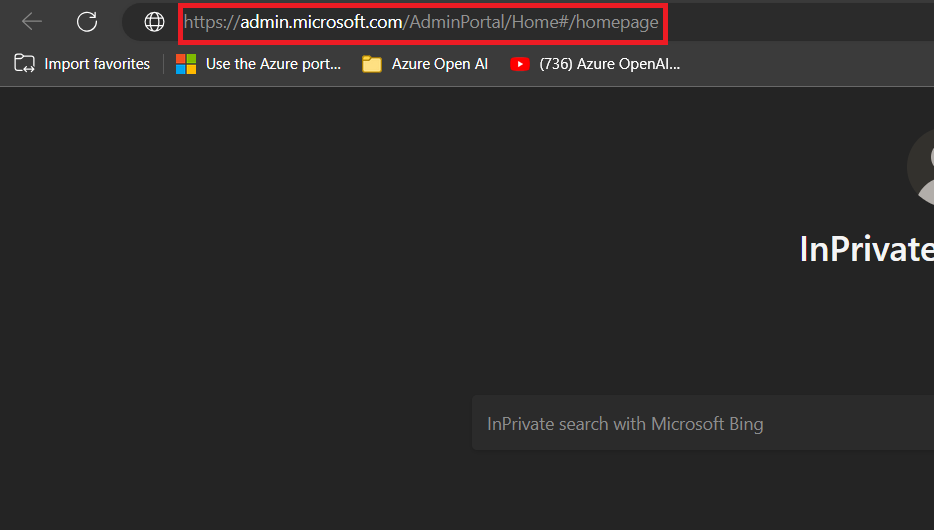 https://admin.microsoft.com/AdminPortal/Home#/homepage
Import favorites Use the Azure port... Azure Open AI (736) Azure OpenAI...
InPrivate
InPrivate search with Microsoft Bing